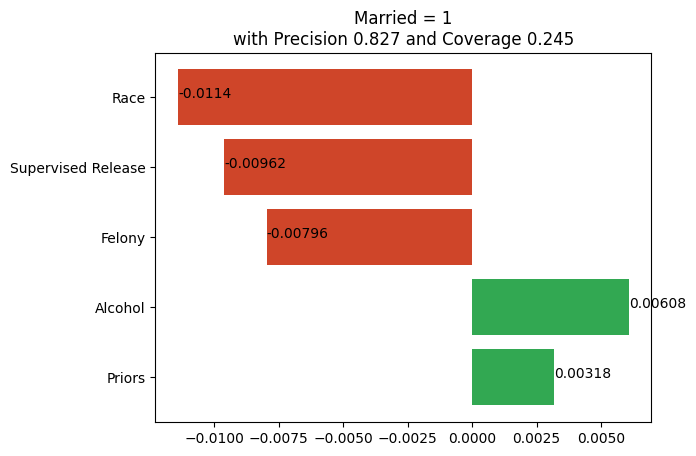 Married = 1
with Precision 0.827 and Coverage 0.245
Race
-0.0114
Supervised Release
-0.00962
Felony
-0.00796
Alcohol
0.00608
Priors
0.00318
−0.0100 −0.0075 −0.0050 −0.0025 0.0000 0.0025 0.0050